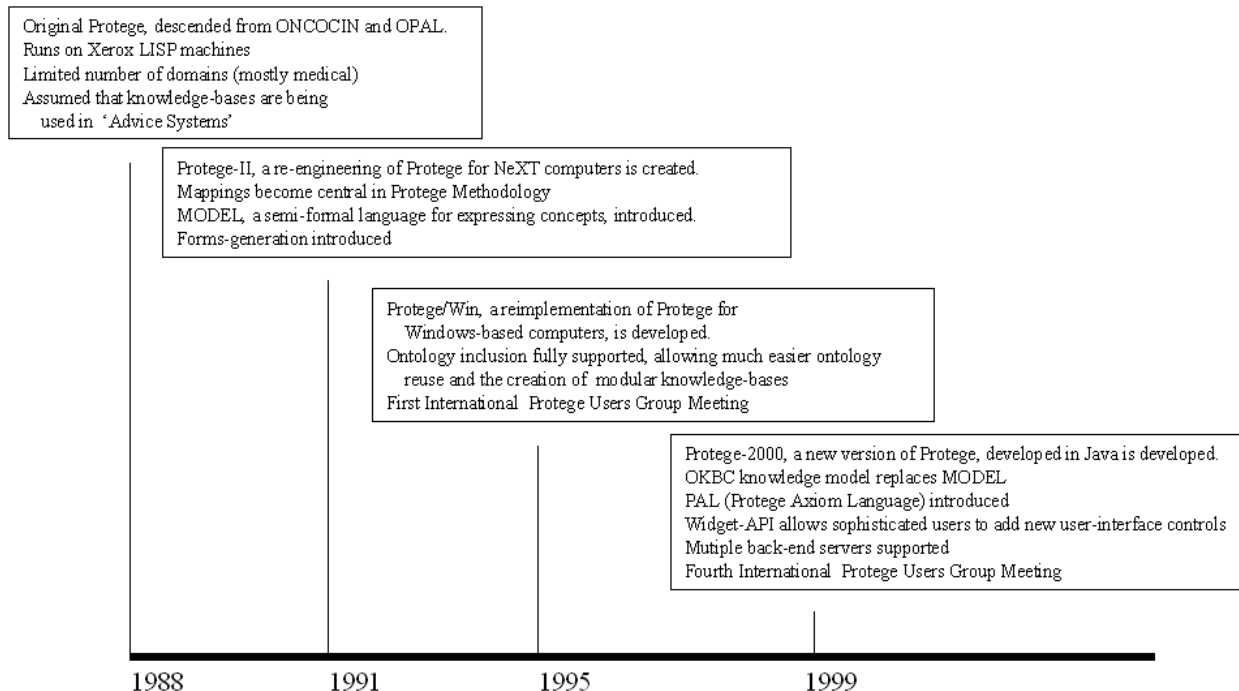 Original Protege, descended from ONCOCIN and OPAL.
Runs on Xerox LISP machines
Limited number of domains (mostly medical)
Assumed that knowledge-bases are being
used in ‘Advice Systems’
Protege-II, a re-engineering of Protege for NeXT computers is created.
Mappings become central in Protege Methodology
MODEL, a semi-formal language for expressing concepts, introduced.
Forms-generation introduced
Protege/Win, a reimplementation of Protege for
Windows-based computers, is developed.
Ontology inclusion fully supported, allowing much easier ontology
reuse and the creation of modular knowledge-bases
First International Protege Users Group Meeting
Protege-2000, a new version of Protege, developed in Java is developed.
OKBC knowledge model replaces MODEL
PAL (Protege Axiom Language) introduced
Widget-API allows sophisticated users to add new user-interface controls
Mutiple back-end servers supported
Fourth International Protege Users Group Meeting
1988 1991 1995 1999